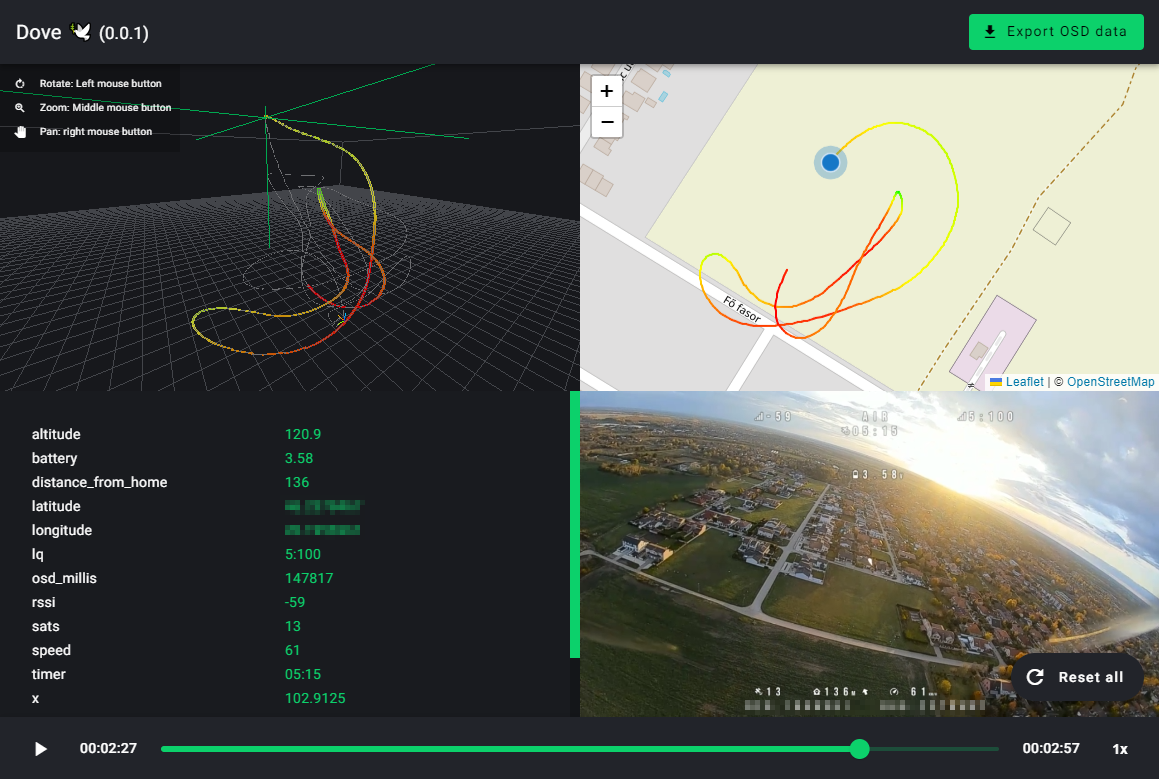 Dove (0.0.1)
Export OSD data
Rotate: Left mouse button
Zoom: Middle mouse button
Pan: right mouse button
+
−
Fő fasor
Leaflet | © OpenStreetMap
altitude 120.9
battery 3.58
distance_from_home 136
latitude
longitude
lq 5:100
osd_millis 147817
rssi -59
sats 13
speed 61
timer 05:15
x 102.9125
-59 AIR 5:100
05:15
3.58v
13 136M 61
Reset all
00:02:27 00:02:57 1x